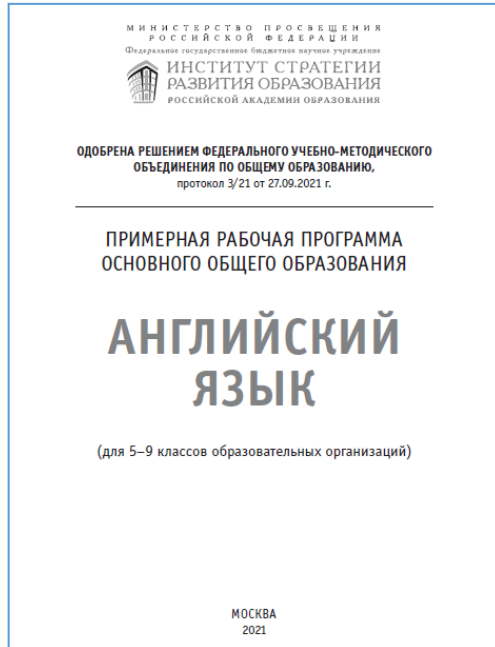 МИНИСТЕРСТВО ПРОСВЕЩЕНИЯ
РОССИЙСКОЙ ФЕДЕРАЦИИ
Федеральное государственное бюджетное научное учреждение
ИНСТИТУТ СТРАТЕГИИ
РАЗВИТИЯ ОБРАЗОВАНИЯ
РОССИЙСКОЙ АКАДЕМИИ ОБРАЗОВАНИЯ
ОДОБРЕНА РЕШЕНИЕМ ФЕДЕРАЛЬНОГО УЧЕБНО-МЕТОДИЧЕСКОГО
ОБЪЕДИНЕНИЯ ПО ОБЩЕМУ ОБРАЗОВАНИЮ,
протокол 3/21 от 27.09.2021 г.
ПРИМЕРНАЯ РАБОЧАЯ ПРОГРАММА
ОСНОВНОГО ОБЩЕГО ОБРАЗОВАНИЯ
АНГЛИЙСКИЙ
ЯЗЫК
(для 5–9 классов образовательных организаций)
МОСКВА
2021